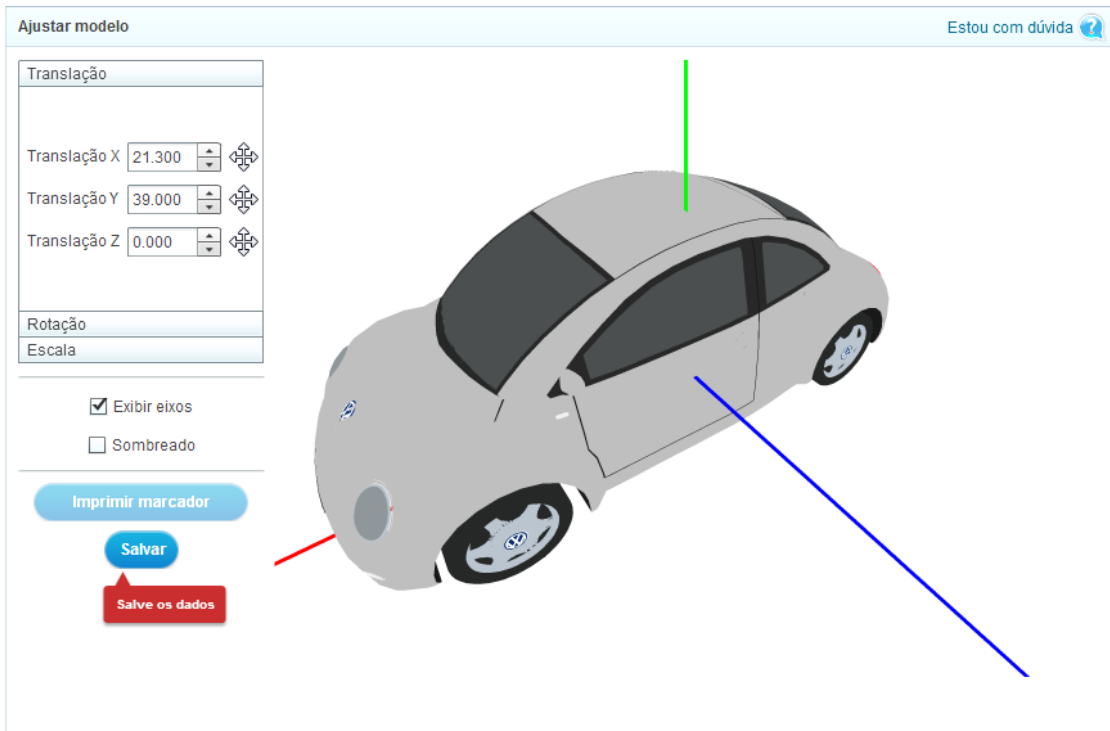 Ajustar modelo
Estou com dúvida
Translação
Translação X 21.300
Translação Y 39.000
Translação Z 0.000
Rotação
Escala
Exibir eixos
Sombreado
Imprimir marcador
Salvar
Salve os dados